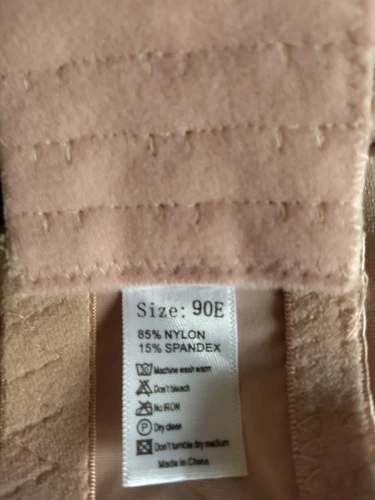 Size: 90E
85% NYLON
15% SPANDEX
Machine wash warm
Don't bleach
No IRON
P Dry clean
Don't tumble dry medium
Made in China